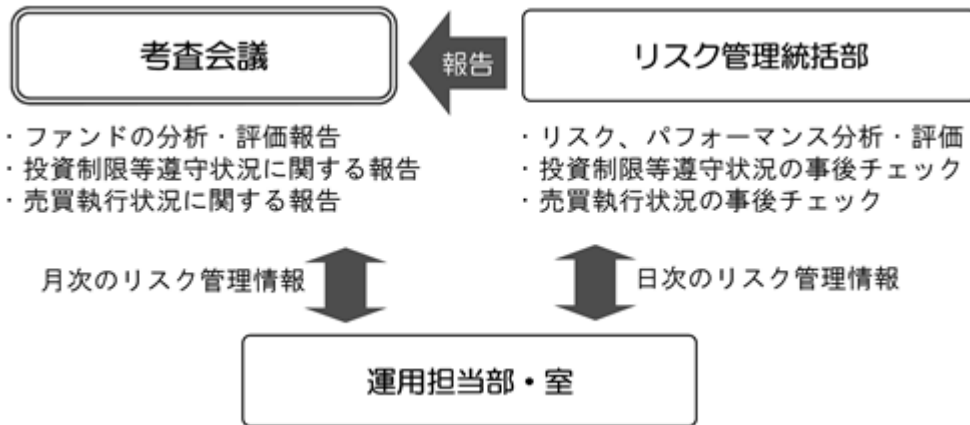 考査会議
報告
リスク管理統括部
・ファンドの分析・評価報告
・投資制限等遵守状況に関する報告
・売買執行状況に関する報告
・リスク、パフォーマンス分析・評価
・投資制限等遵守状況の事後チェック
・売買執行状況の事後チェック
月次のリスク管理情報
日次のリスク管理情報
運用担当部・室